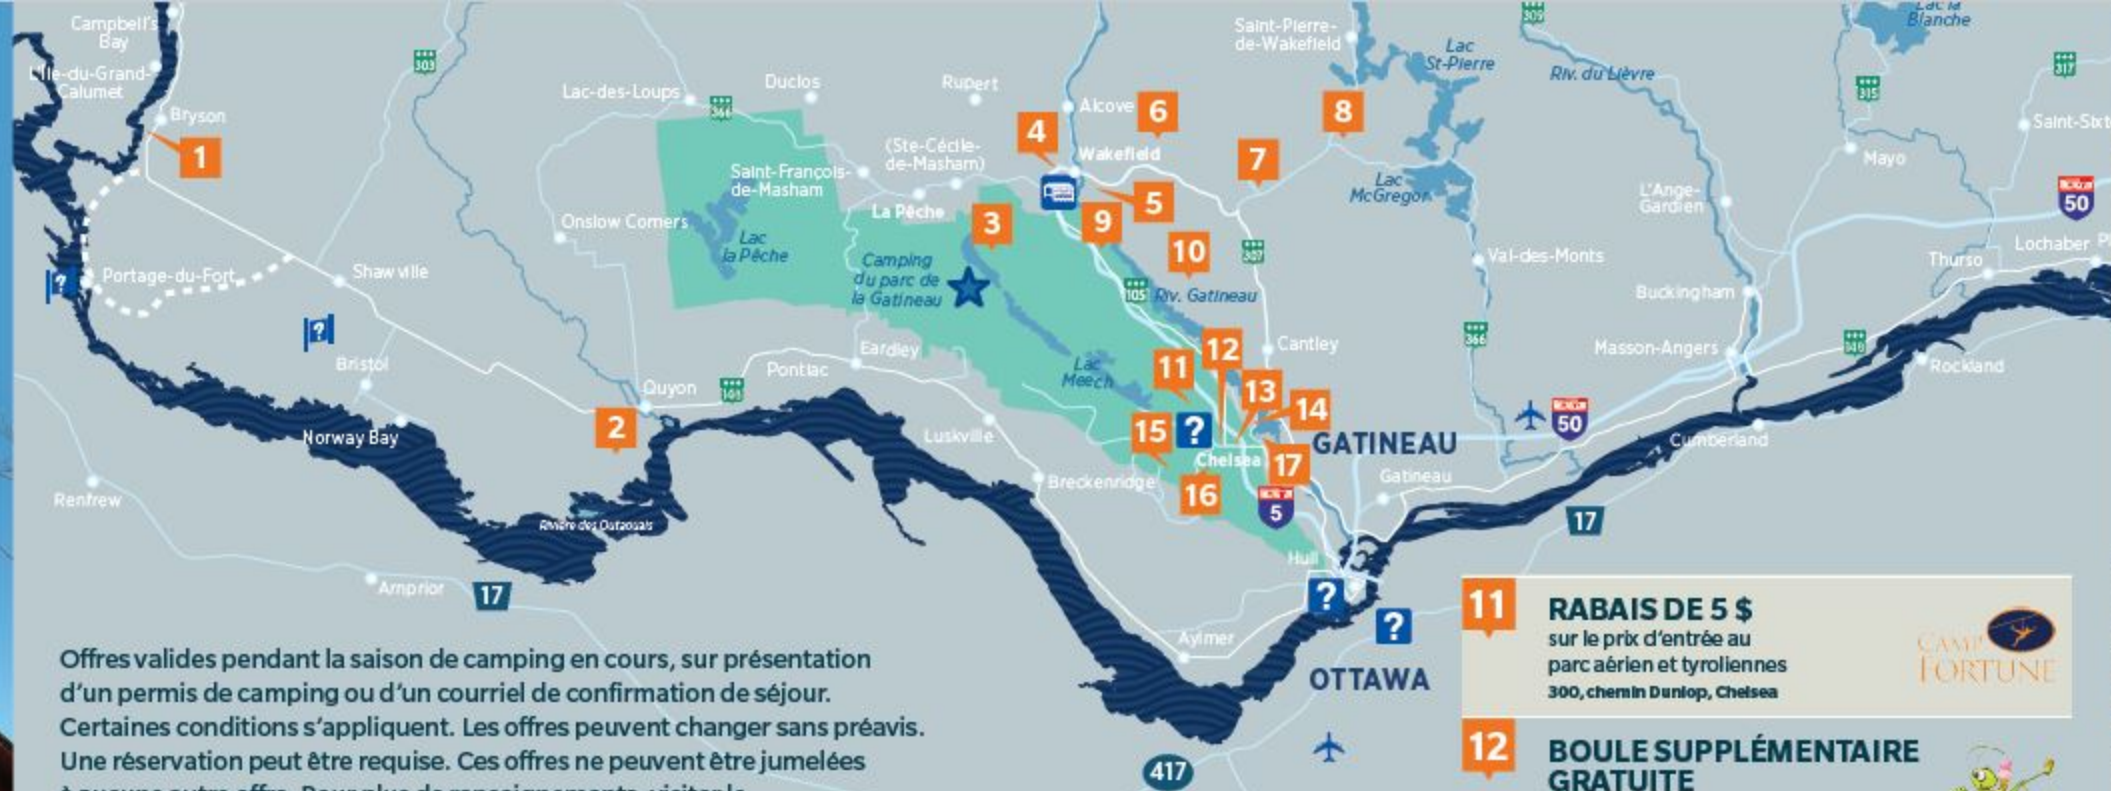 Campbell's
Bay
L'Île-du-Grand-
Calumet
Bryson
1
303
Lac-des-Loups
366
Duclos
Rupert
Alcove
6
4
Wakefield
(Ste-Cécile-
de-Masham)
Saint-François-
de-Masham
La Pêche
Saint-Pierre-
de-Wakefield
Lac
St-Pierre
309
Riv. du Lièvre
Lac la
Blanche
317
315
Mayo
8
7
5
9
3
10
Lac
McGregor
L'Ange-
Gardien
50
Onslow Corners
Lac
la Pêche
Camping
du parc de
la Gatineau
307
105
Riv. Gatineau
Val-des-Monts
Lochaber
Thurso
Portage-du-Fort
?
Shawville
?
Bristol
Buckingham
Masson-Angers
366
148
Rockland
Eardley
Pontiac
Lac
Meech
Cantley
12
11
13
14
Quyon
148
2
Norway Bay
Luskville
15
?
Chelsea
17
GATINEAU
50
Cumberland
Gatineau
Renfrew
Breckenridge
16
5
Rivière des Outaouais
17
Hull
Arnprior
17
?
?
Aylmer
OTTAWA
417
Offres valides pendant la saison de camping en cours, sur présentation
d'un permis de camping ou d'un courriel de confirmation de séjour.
Certaines conditions s'appliquent. Les offres peuvent changer sans préavis.
Une réservation peut être requise. Ces offres ne peuvent être jumelées
11
RABAIS DE 5 $
sur le prix d'entrée au
parc aérien et tyroliennes
300, chemin Dunlop, Chelsea
CAMP
FORTUNE
12
BOULE SUPPLÉMENTAIRE
GRATUITE